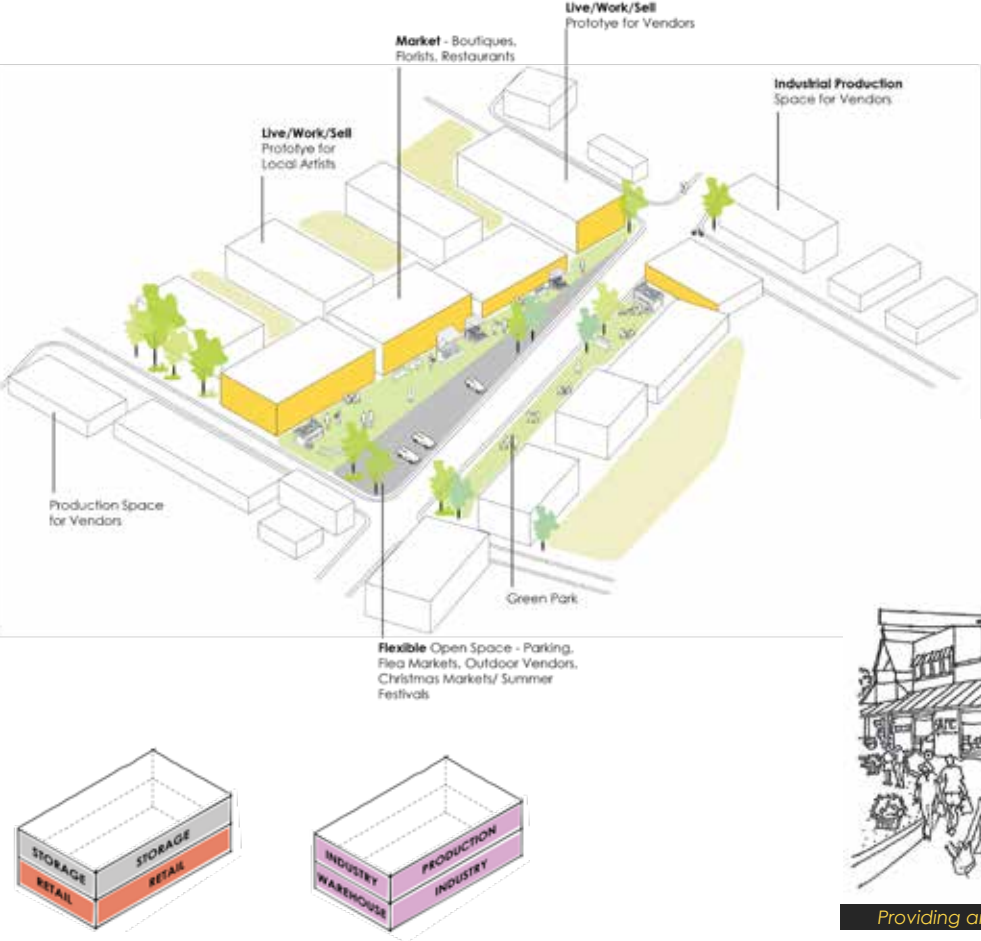 Live/Work/Sell
Prototye for Vendors
Market - Boutiques,
Florists, Restaurants
Industrial Production
Space for Vendors
Live/Work/Sell
Prototye for
Local Artists
Production Space
for Vendors
Green Park
Flexible Open Space - Parking,
Flea Markets, Outdoor Vendors,
Christmas Markets/ Summer
Festivals
STORAGE
STORAGE
RETAIL
RETAIL
INDUSTRY
PRODUCTION
WAREHOUSE
INDUSTRY
Providing